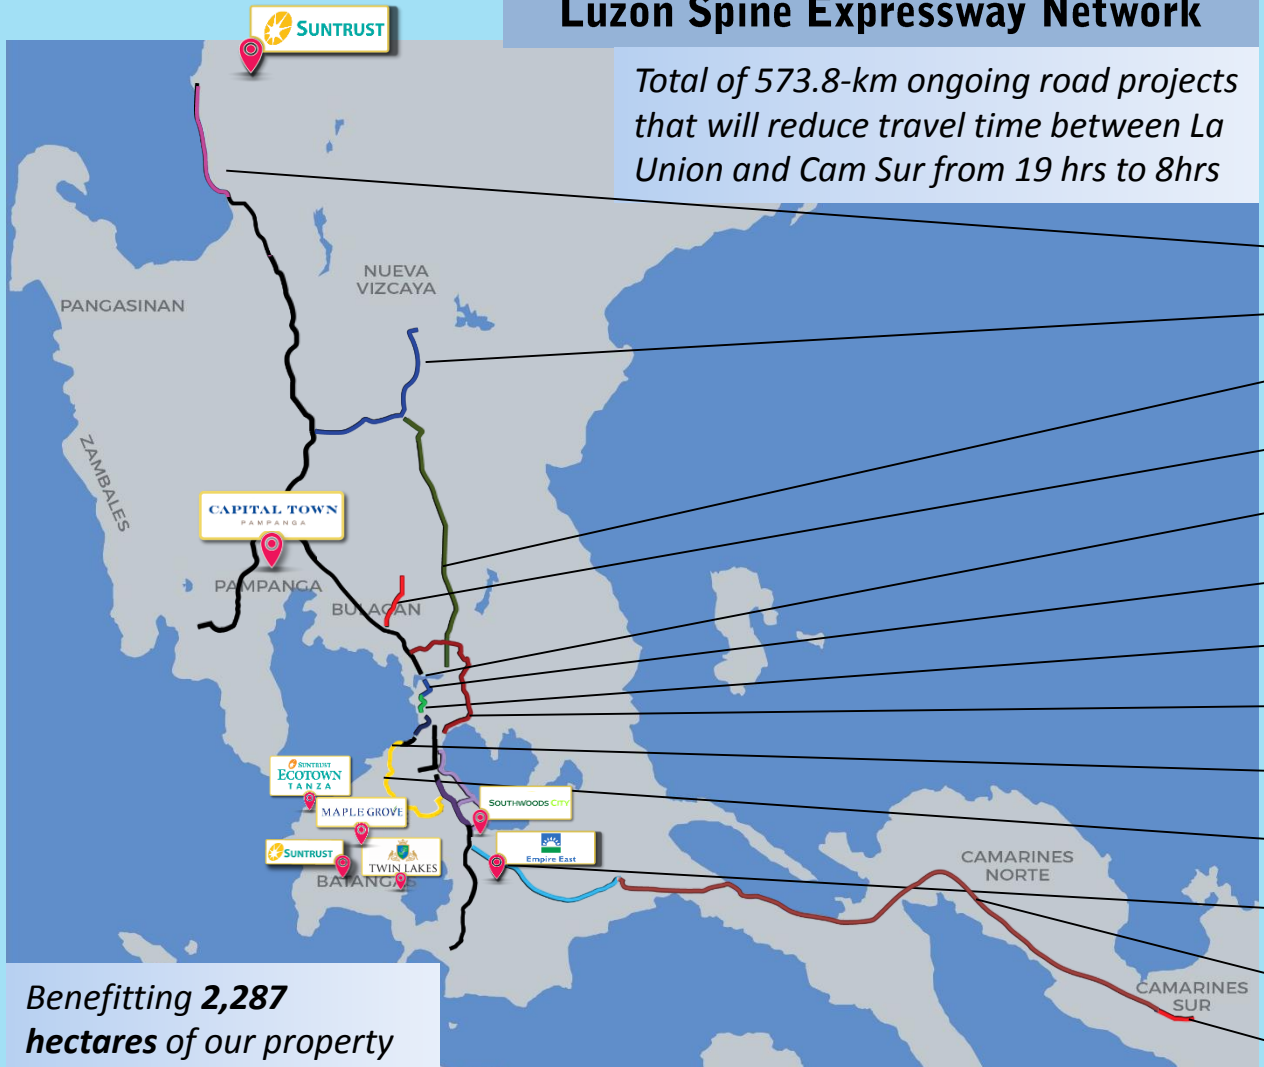 SUNTRUST
Luzon Spine Expressway Network
Total of 573.8-km ongoing road projects
that will reduce travel time between La
Union and Cam Sur from 19 hrs to 8hrs
NUEVA
VIZCAYA
PANGASINAN
ZAMBALES
CAPITAL TOWN
PAMPANGA
PAMPANGA
BULACAN
SUNTRUST
ECOTOWN
TANZA
MAPLE GROVE
SOUTHWOODS CITY
SUNTRUST
TWIN LAKES
Empire East
BATANGAS
CAMARINES
NORTE
CAMARINES
SUR
Benefitting 2,287
hectares of our property